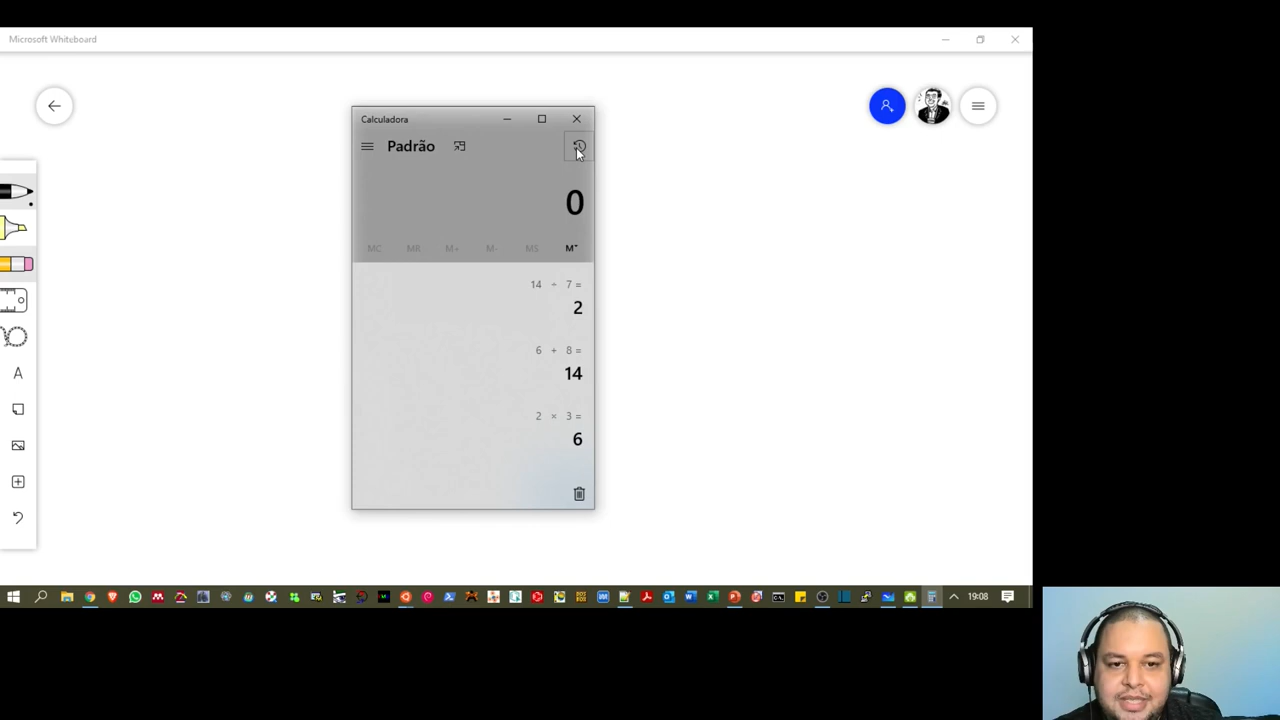 Microsoft Whiteboard
Calculadora
Padrão
0
MC MR M+ M- MS M˅
14 ÷ 7 =
2
6 + 8 =
14
2 × 3 =
6
A
19:08